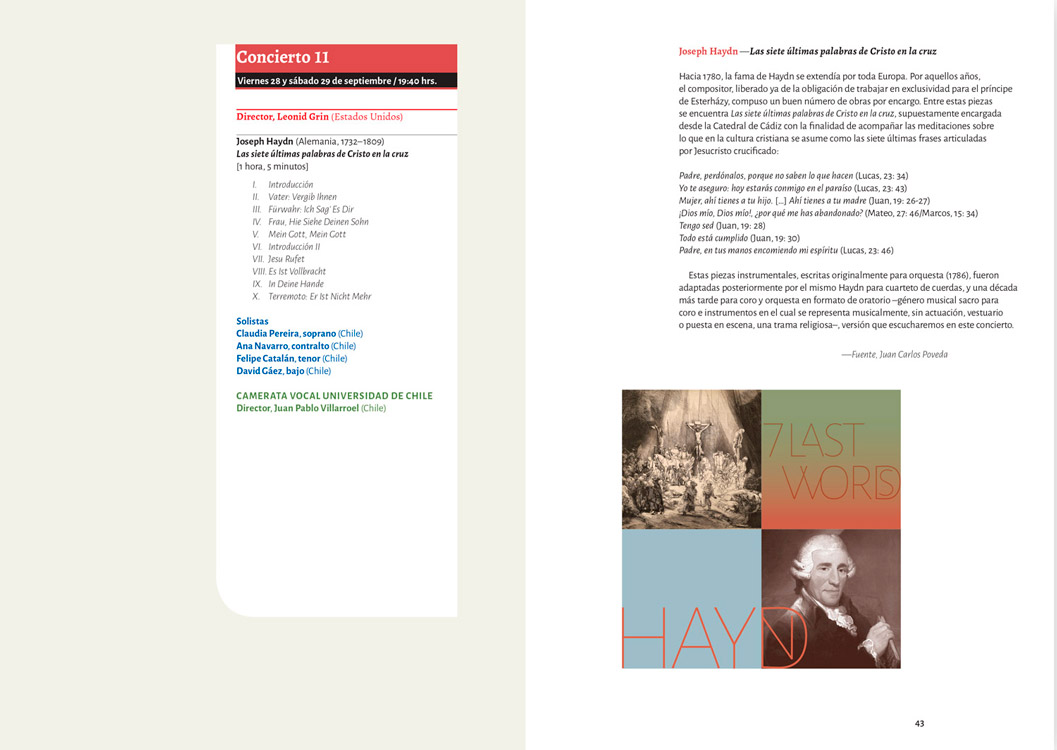 Concierto 11
Viernes 28 y sábado 29 de septiembre / 19:40 hrs.
Director, Leonid Grin (Estados Unidos)
Joseph Haydn (Alemania, 1732–1809)
Las siete últimas palabras de Cristo en la cruz
[1 hora, 5 minutos]
I. Introducción
II. Vater: Vergib Ihnen
III. Fürwahr: Ich Sag' Es Dir
IV. Frau, Hie Siehe Deinen Sohn
V. Mein Gott, Mein Gott
VI. Introducción II
VII. Jesu Rufet
VIII. Es Ist Vollbracht
IX. In Deine Hande
X. Terremoto: Er Ist Nicht Mehr
Solistas
Claudia Pereira, soprano (Chile)
Ana Navarro, contralto (Chile)
Felipe Catalán, tenor (Chile)
David Gáez, bajo (Chile)
CAMERATA VOCAL UNIVERSIDAD DE CHILE
Director, Juan Pablo Villarroel (Chile)
Joseph Haydn —Las siete últimas palabras de Cristo en la cruz
Hacia 1780, la fama de Haydn se extendía por toda Europa. Por aquellos años,
el compositor, liberado ya de la obligación de trabajar en exclusividad para el príncipe
de Esterházy, compuso un buen número de obras por encargo. Entre estas piezas
se encuentra Las siete últimas palabras de Cristo en la cruz, supuestamente encargada
desde la Catedral de Cádiz con la finalidad de acompañar las meditaciones sobre
lo que en la cultura cristiana se asume como las siete últimas frases articuladas
por Jesucristo crucificado:
Padre, perdónalos, porque no saben lo que hacen (Lucas, 23: 34)
Yo te aseguro: hoy estarás conmigo en el paraíso (Lucas, 23: 43)
Mujer, ahí tienes a tu hijo. [...] Ahí tienes a tu madre (Juan, 19: 26-27)
¡Dios mío, Dios mío!, ¿por qué me has abandonado? (Mateo, 27: 46/Marcos, 15: 34)
Tengo sed (Juan, 19: 28)
Todo está cumplido (Juan, 19: 30)
Padre, en tus manos encomiendo mi espíritu (Lucas, 23: 46)
Estas piezas instrumentales, escritas originalmente para orquesta (1786), fueron
adaptadas posteriormente por el mismo Haydn para cuarteto de cuerdas, y una década
más tarde para coro y orquesta en formato de oratorio –género musical sacro para
coro e instrumentos en el cual se representa musicalmente, sin actuación, vestuario
o puesta en escena, una trama religiosa–, versión que escucharemos en este concierto.
—Fuente, Juan Carlos Poveda
7 LAST
WORDS
HAYDN
43